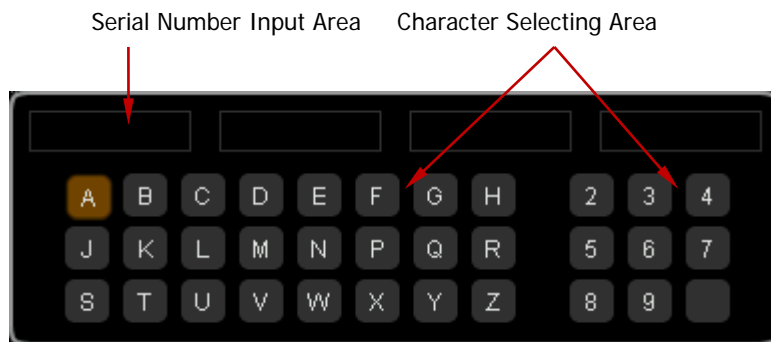 Serial Number Input Area Character Selecting Area
A B C D E F G H 2 3 4
J K L M N P Q R 5 6 7
S T U V W X Y Z 8 9